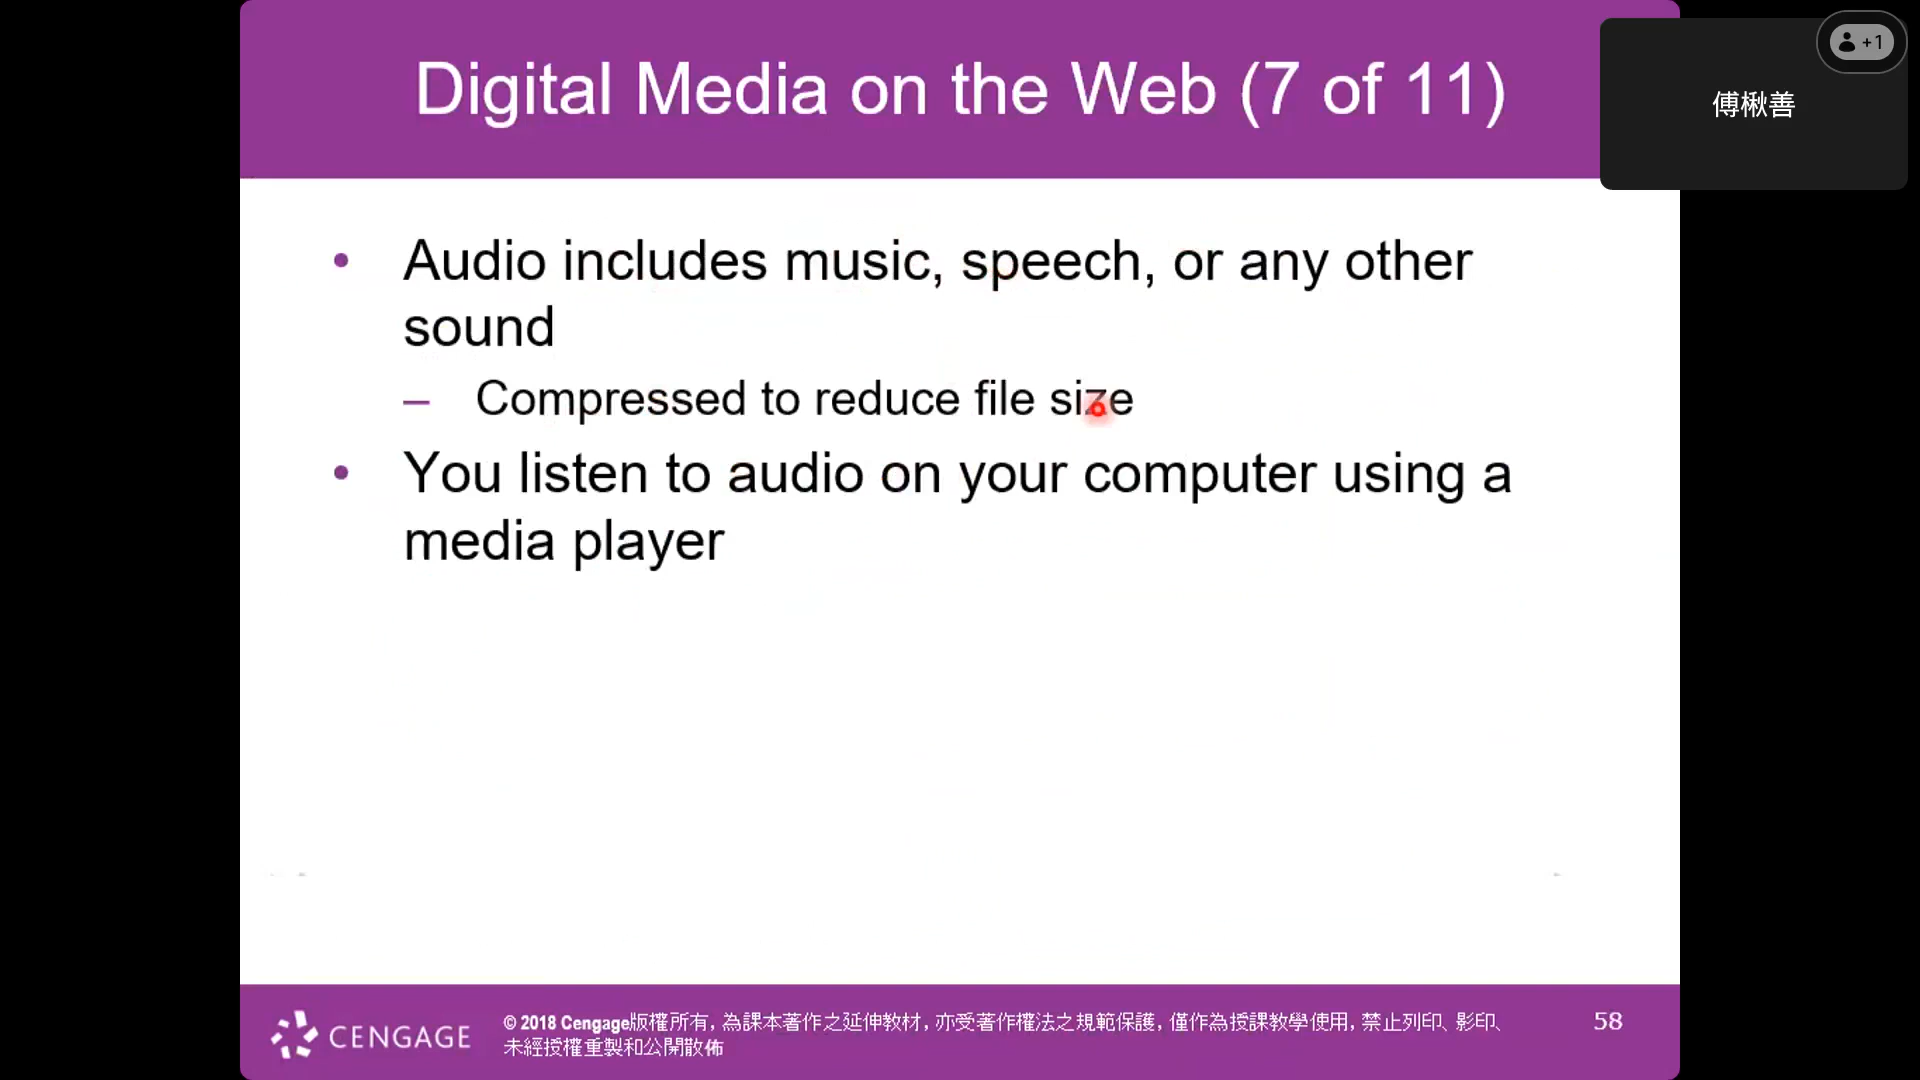 Digital Media on the Web (7 of 11)
+1
傅楸善
• Audio includes music, speech, or any other
sound
– Compressed to reduce file size
• You listen to audio on your computer using a
media player
CENGAGE
© 2018 Cengage版權所有, 為課本著作之延伸教材, 亦受著作權法之規範保護, 僅作為授課教學使用, 禁止列印、影印、
未經授權重製和公開散佈
58